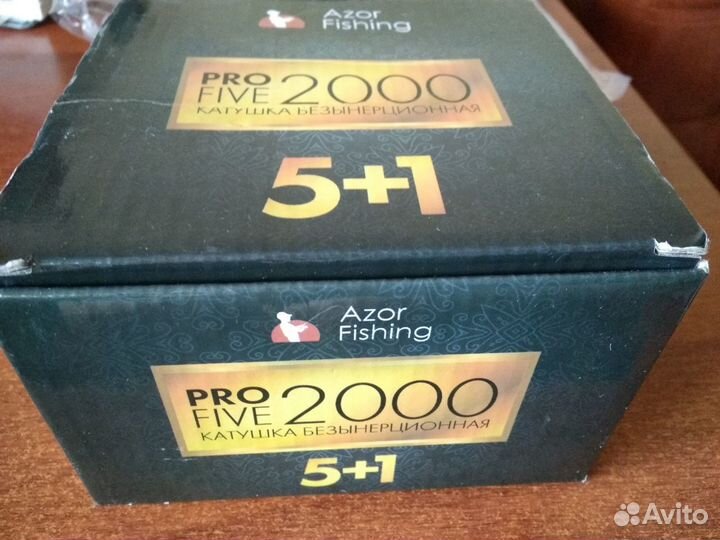 Azor
Fishing
PRO
FIVE 2000
КАТУШКА БЕЗЫНЕРЦИОННАЯ
5+1
Azor
Fishing
PRO
FIVE 2000
КАТУШКА БЕЗЫНЕРЦИОННАЯ
5+1
Avito